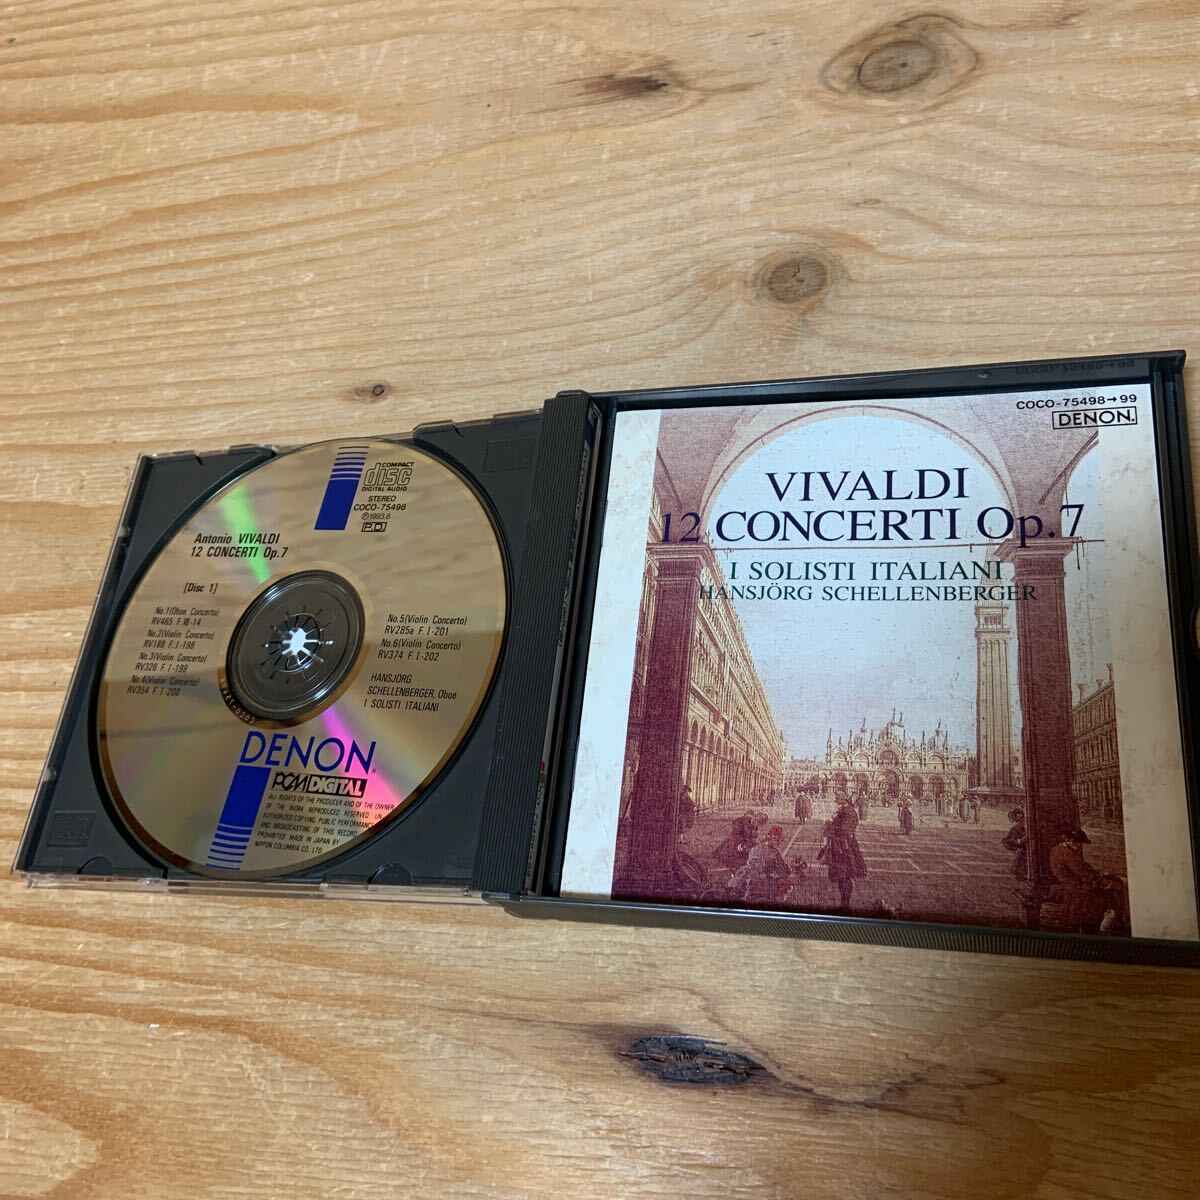 COMPACT
disc
DIGITAL AUDIO
STEREO
COCO-75498
℗1993.8
P.O.
Antonio VIVALDI
12 CONCERTI Op.7
[Disc 1]
No.1(Oboe Concerto)
RV465 F.Ⅶ-14
No.2(Violin Concerto)
RV188 F.I-198
No.3(Violin Concerto)
RV326 F.I-199
No.4(Violin Concerto)
RV354 F.I-200
No.5(Violin Concerto)
RV285a F.I-201
No.6(Violin Concerto)
RV374 F.I-202
HANSJÖRG
SCHELLENBERGER, Oboe
I SOLISTI ITALIANI
DENON
PCM DIGITAL
ALL RIGHTS OF THE PRODUCER AND OF THE OWNER
OF THE WORK REPRODUCED RESERVED UN
AUTHORIZED COPYING PUBLIC PERFORMANCE
AND BROADCASTING OF THIS RECORD
PROHIBITED MADE IN JAPAN BY
NIPPON COLUMBIA CO., LTD
COCO-75498→99
DENON
VIVALDI
12 CONCERTI Op.7
I SOLISTI ITALIANI
HANSJÖRG SCHELLENBERGER